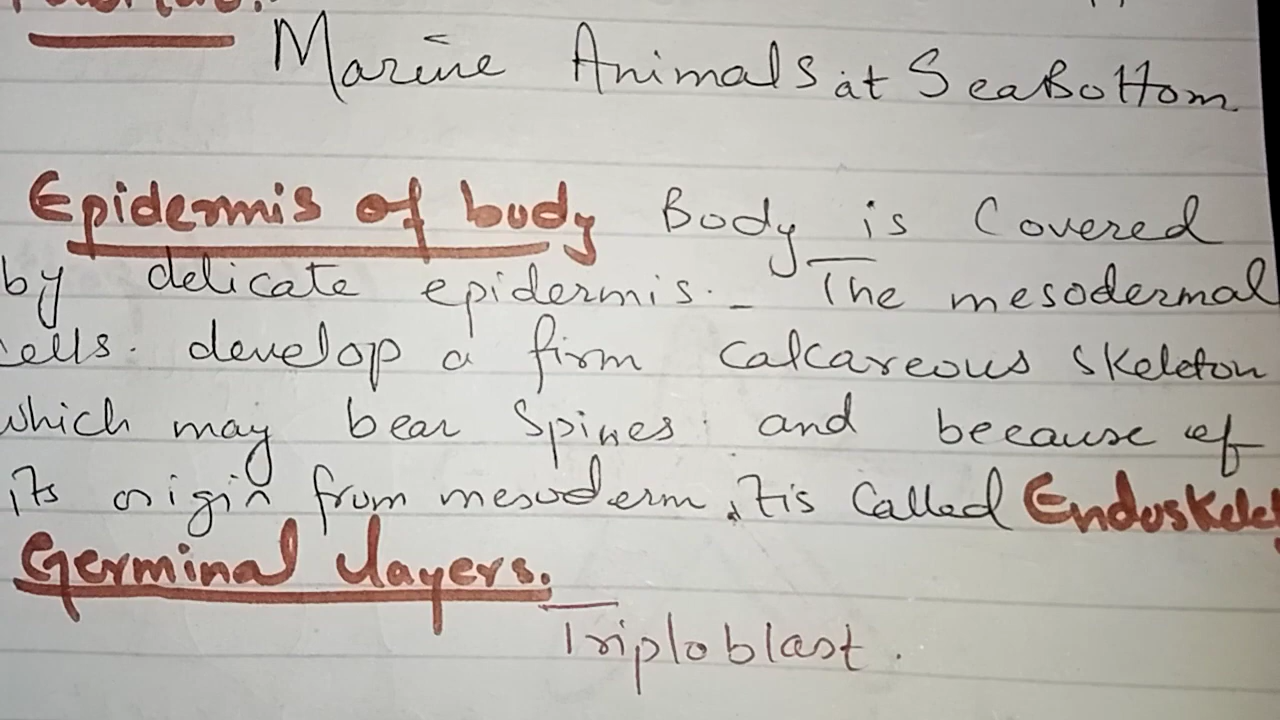 Marine Animals at Sea Bottom
Epidermis of body Body is Covered
by delicate epidermis. The mesodermal
cells. develop a firm calcareous skeleton
which may bear Spines and because of
its origin from mesoderm, It is Called Endoskele
Germinal layers.
Triploblast.